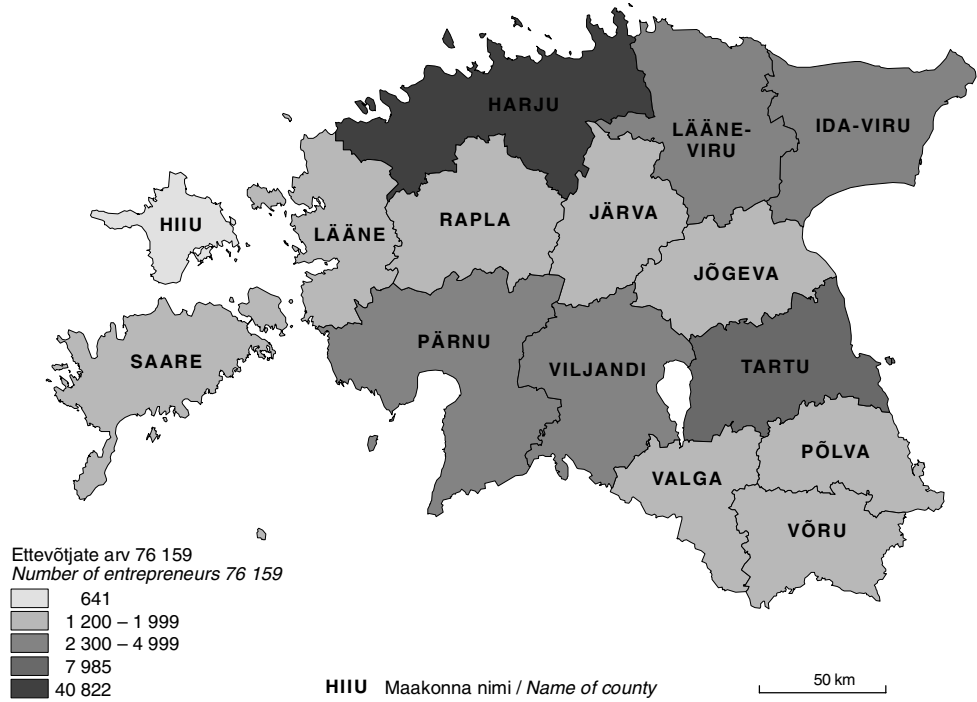 HARJU
LÄÄNE-
VIRU
IDA-VIRU
HIIU
LÄÄNE
RAPLA
JÄRVA
JÕGEVA
SAARE
PÄRNU
VILJANDI
TARTU
VALGA
PÕLVA
VÕRU
Ettevõtjate arv 76 159
Number of entrepreneurs 76 159
641
1 200 – 1 999
2 300 – 4 999
7 985
40 822
HIIU Maakonna nimi / Name of county
50 km